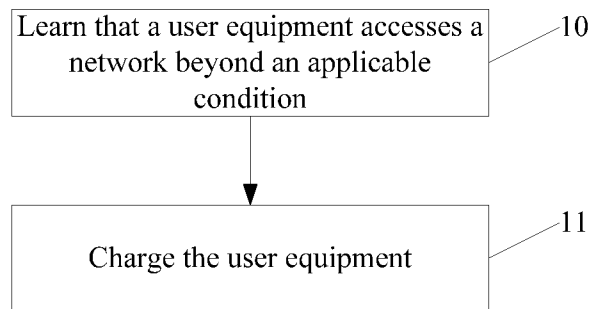 Learn that a user equipment accesses a
network beyond an applicable
condition
10
Charge the user equipment
11